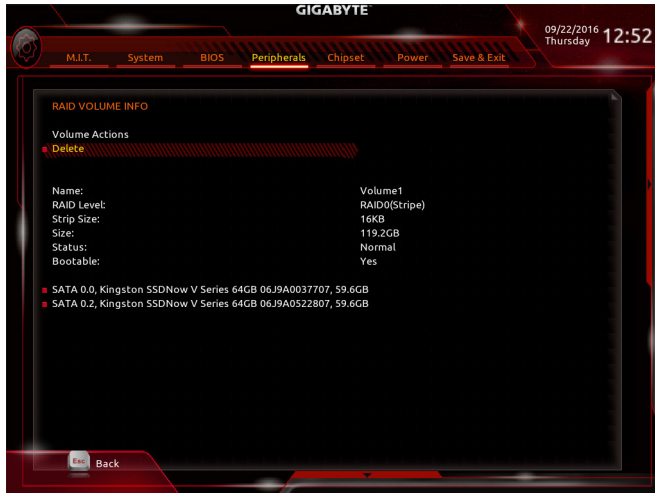 GIGABYTE™
09/22/2016
Thursday
12:52
M.I.T. System BIOS Peripherals Chipset Power Save & Exit
RAID VOLUME INFO
Volume Actions
Delete
Name: Volume1
RAID Level: RAID0(Stripe)
Strip Size: 16KB
Size: 119.2GB
Status: Normal
Bootable: Yes
SATA 0.0, Kingston SSDNow V Series 64GB 06J9A0037707, 59.6GB
SATA 0.2, Kingston SSDNow V Series 64GB 06J9A0522807, 59.6GB
Esc Back